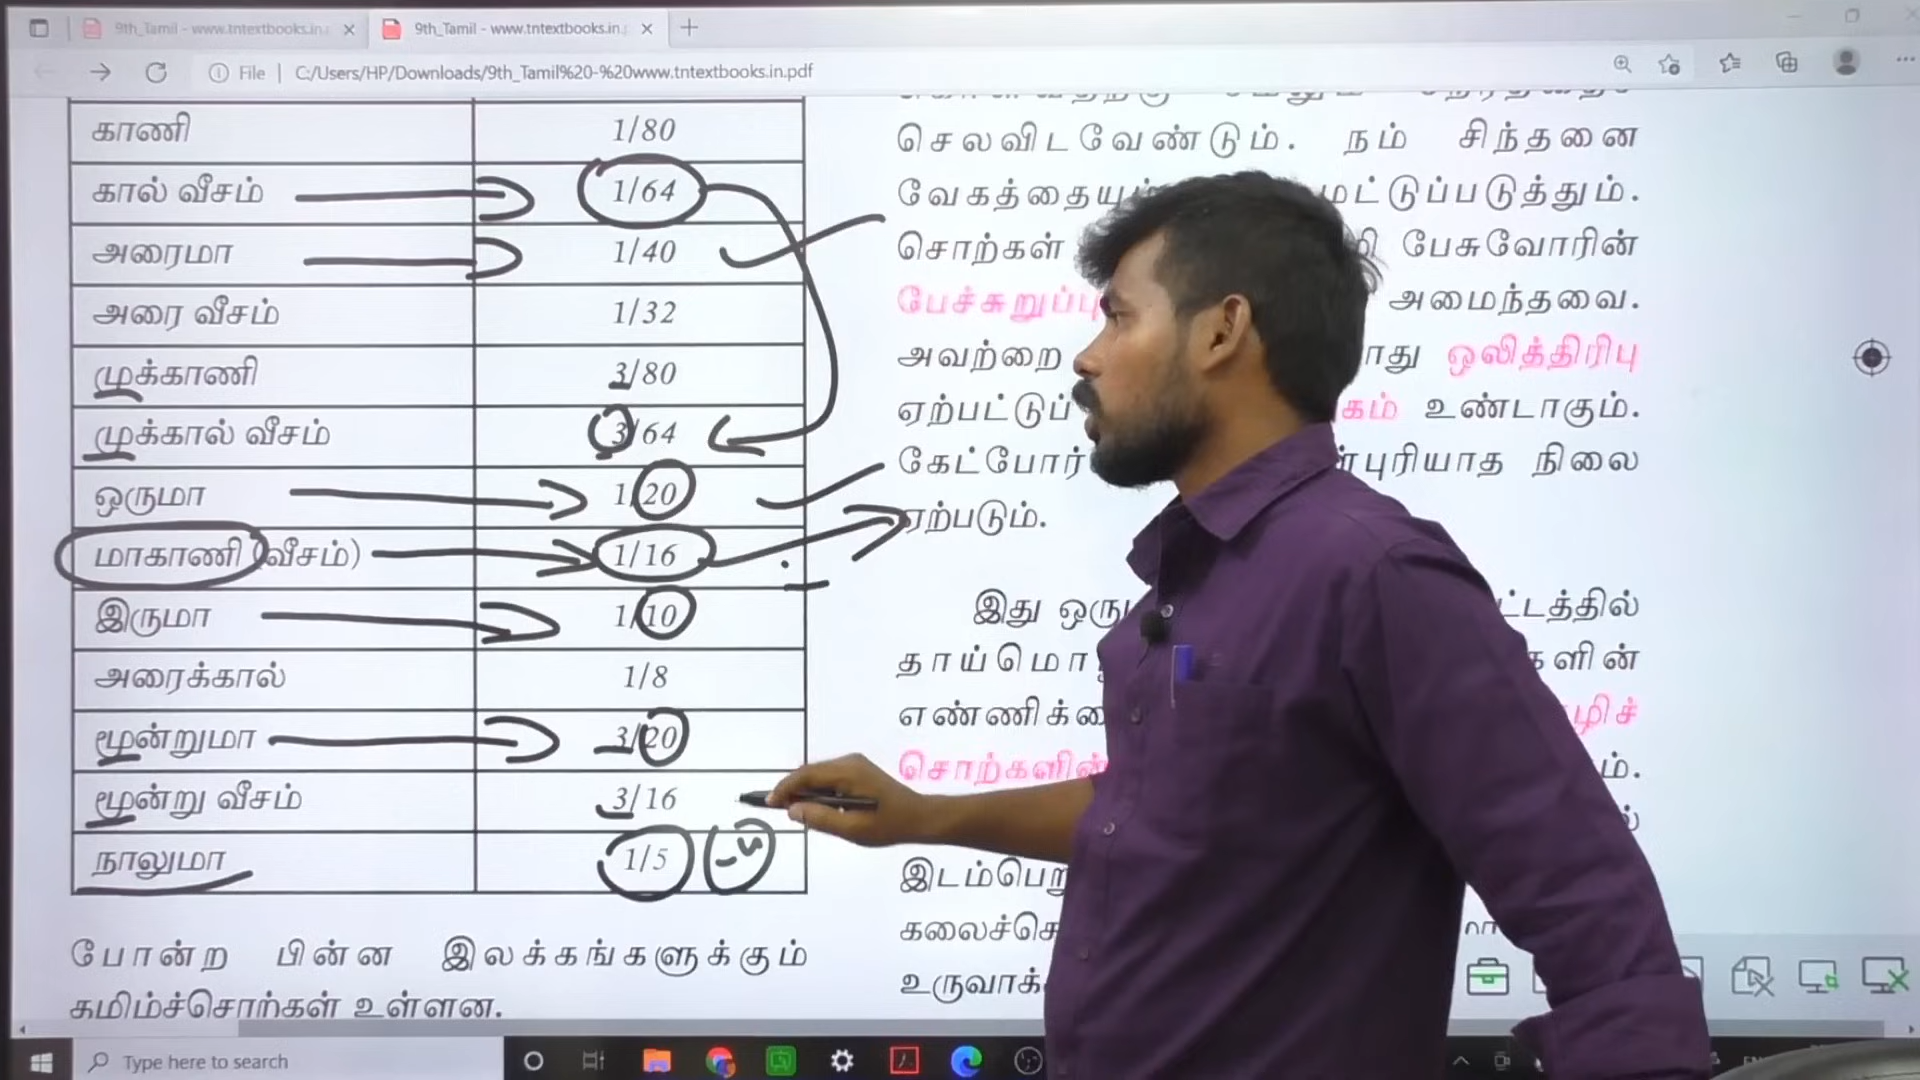 9th_Tamil - www.tntextbooks.in.
9th_Tamil - www.tntextbooks.in.
File
C:/Users/HP/Downloads/9th_Tamil%20-%20www.tntextbooks.in.pdf
காணி 1/80
கால் வீசம் 1/64
அரைமா 1/40
அரை வீசம் 1/32
முக்காணி 3/80
முக்கால் வீசம் 3/64
ஒருமா 1/20
மாகாணி (வீசம்) 1/16
இருமா 1/10
அரைக்கால் 1/8
மூன்றுமா 3/20
மூன்று வீசம் 3/16
நாலுமா 1/5
போன்ற பின்ன இலக்கங்களுக்கும்
தமிழ்ச்சொற்கள் உள்ளன.
செலவிடவேண்டும். நம் சிந்தனை
மட்டுப்படுத்தும்.
சொற்கள் பேசுவோரின்
அமைந்தவை.
அவற்றை ஒலித்திரிபு
ஏற்பட்டுப் உண்டாகும்.
கேட்போர் நிலை
ஏற்படும்.
இது
சொற்களின்
Type here to search